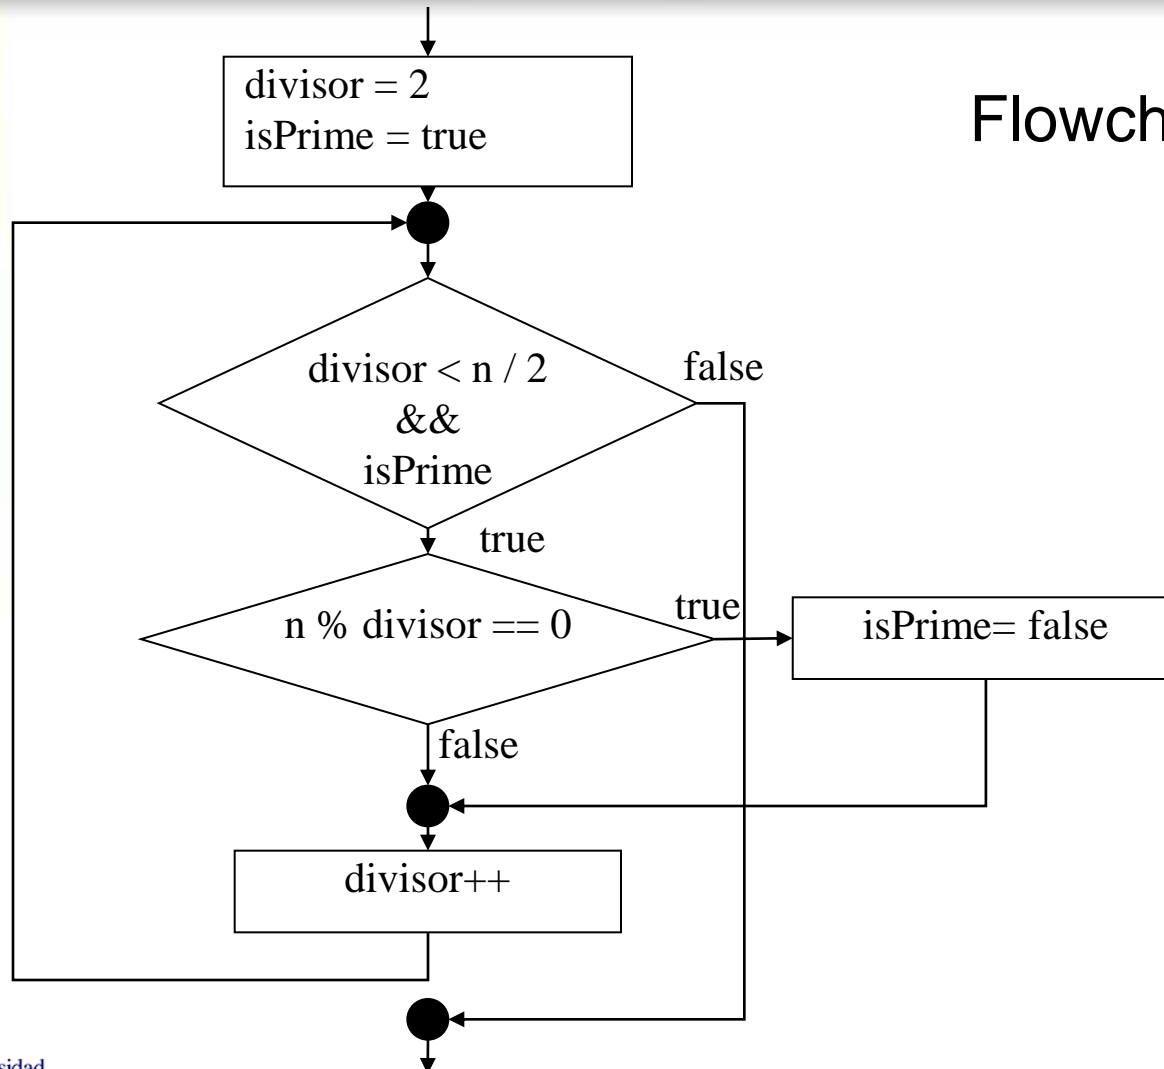 divisor = 2
isPrime = true
Flowch
divisor < n / 2
&&
isPrime
false
true
n % divisor == 0
true
isPrime= false
false
divisor++
sidad